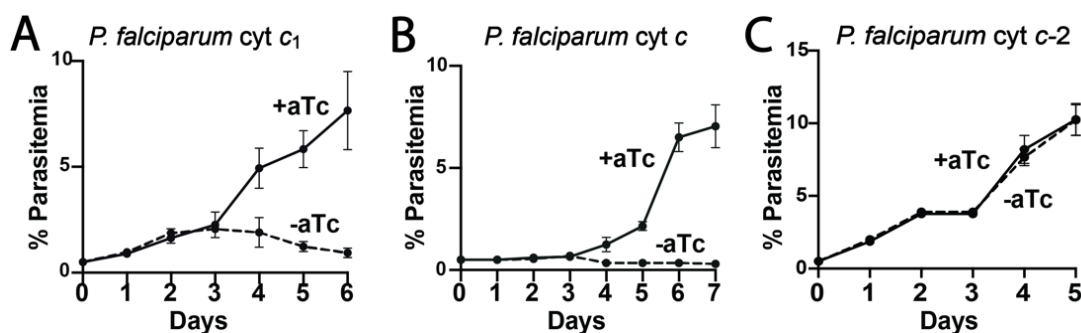 A
P. falciparum cyt c₁
% Parasitemia
10
5
0
+aTc
-aTc
0 1 2 3 4 5 6
Days
B
P. falciparum cyt c
% Parasitemia
10
5
0
+aTc
-aTc
0 1 2 3 4 5 6 7
Days
C
P. falciparum cyt c-2
% Parasitemia
15
10
5
0
+aTc
-aTc
0 1 2 3 4 5
Days